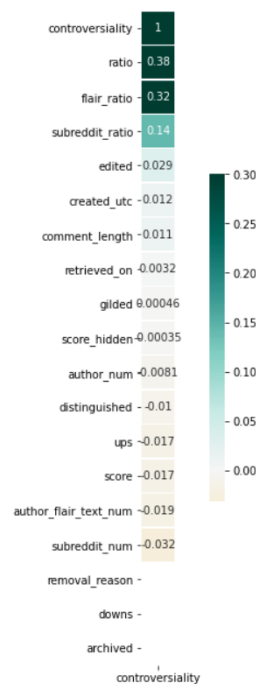 controversiality 1
ratio 0.38
flair_ratio 0.32
subreddit_ratio 0.14
edited 0.029
created_utc 0.012
comment_length 0.011
retrieved_on 0.0032
gilded 0.00046
score_hidden -0.00035
author_num -0.0081
distinguished -0.01
ups -0.017
score -0.017
author_flair_text_num -0.019
subreddit_num -0.032
removal_reason
downs
archived
controversiality
0.30
0.25
0.20
0.15
0.10
0.05
0.00